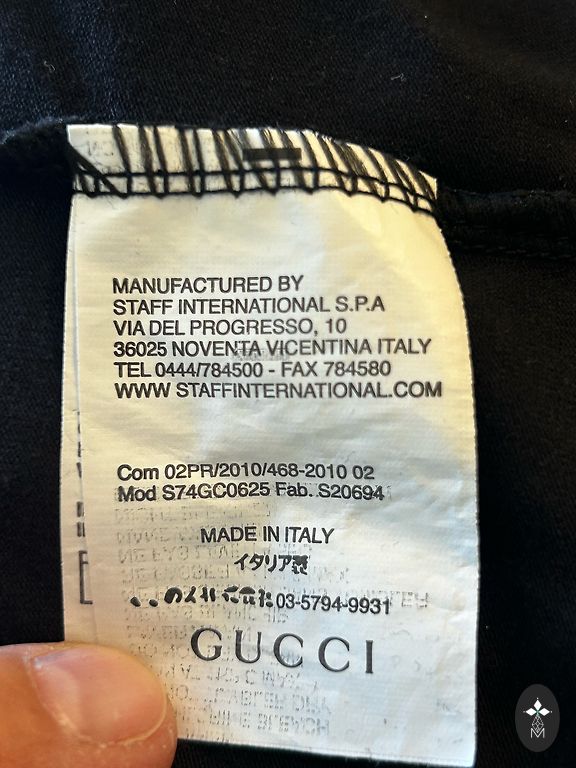 MANUFACTURED BY
STAFF INTERNATIONAL S.P.A
VIA DEL PROGRESSO, 10
36025 NOVENTA VICENTINA ITALY
TEL 0444/784500 - FAX 784580
WWW STAFFINTERNATIONAL.COM
Com 02PR/2010/468-2010 02
Mod S74GC0625 Fab. S20694
MADE IN ITALY
イタリア
03-5794-9931
GUCCI